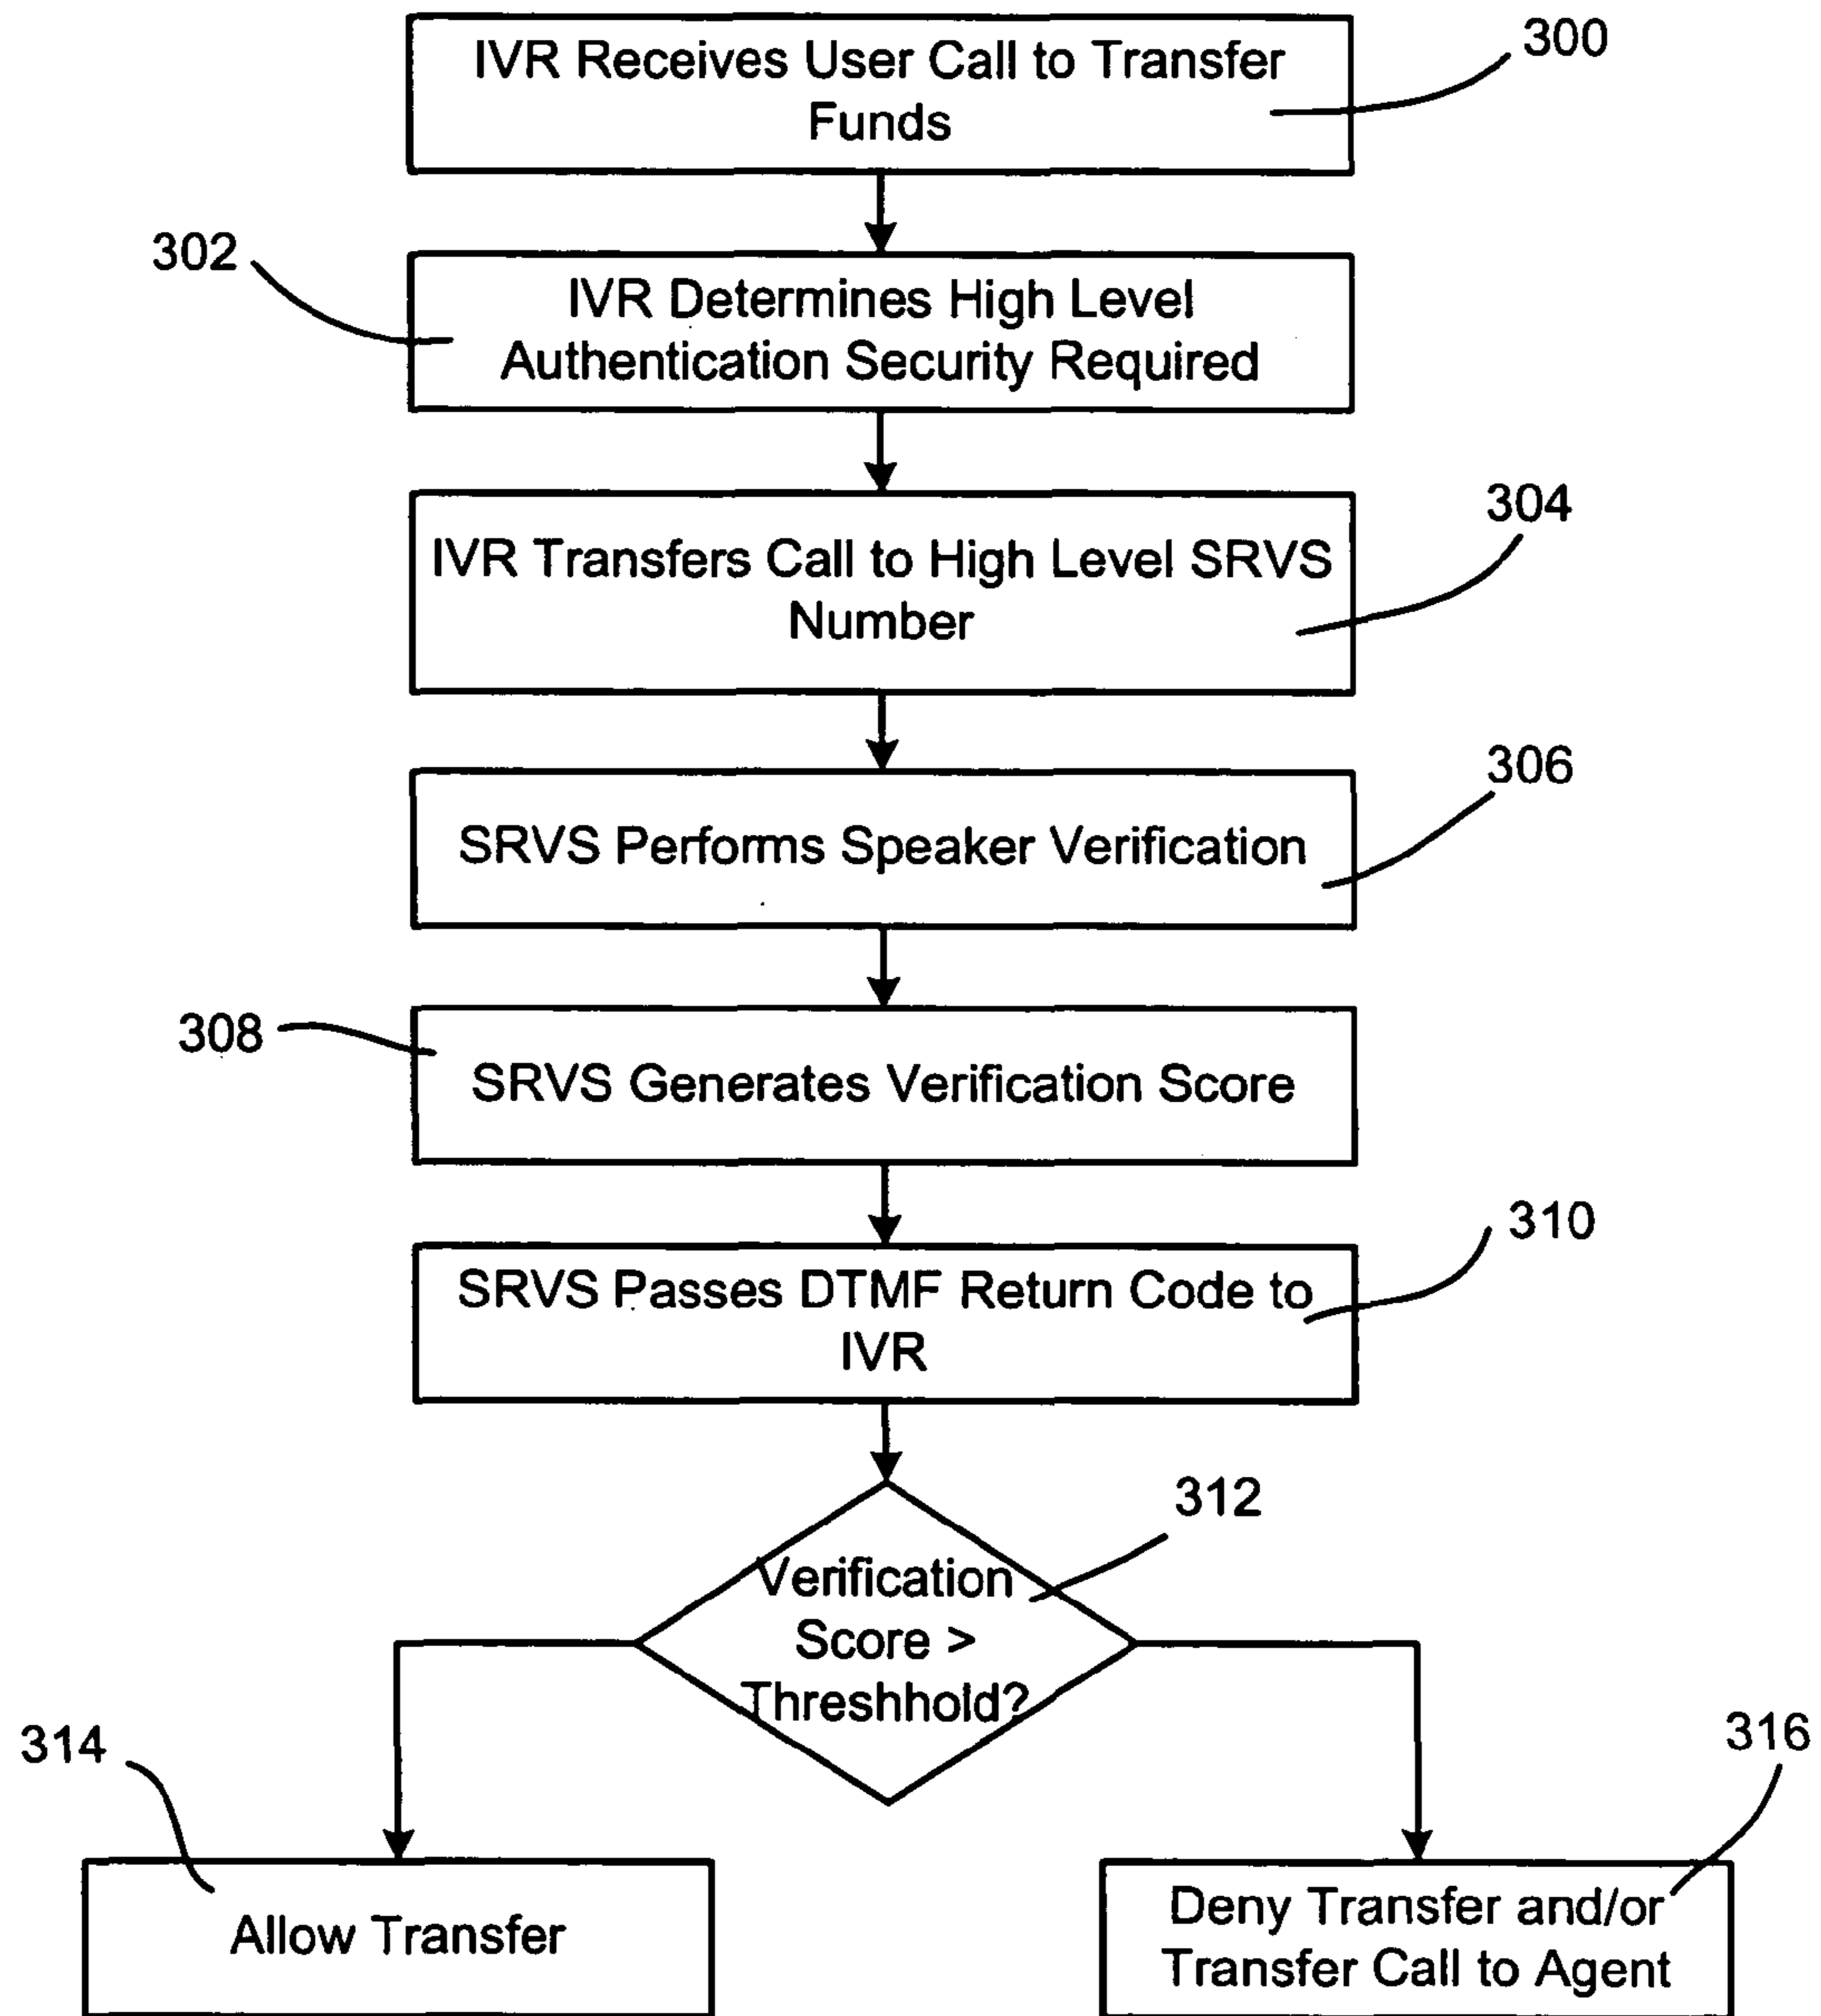 IVR Receives User Call to Transfer
Funds
300
302
IVR Determines High Level
Authentication Security Required
304
IVR Transfers Call to High Level SRVS
Number
306
SRVS Performs Speaker Verification
308
SRVS Generates Verification Score
310
SRVS Passes DTMF Return Code to
IVR
312
Verification
Score >
Threshhold?
314
Allow Transfer
316
Deny Transfer and/or
Transfer Call to Agent